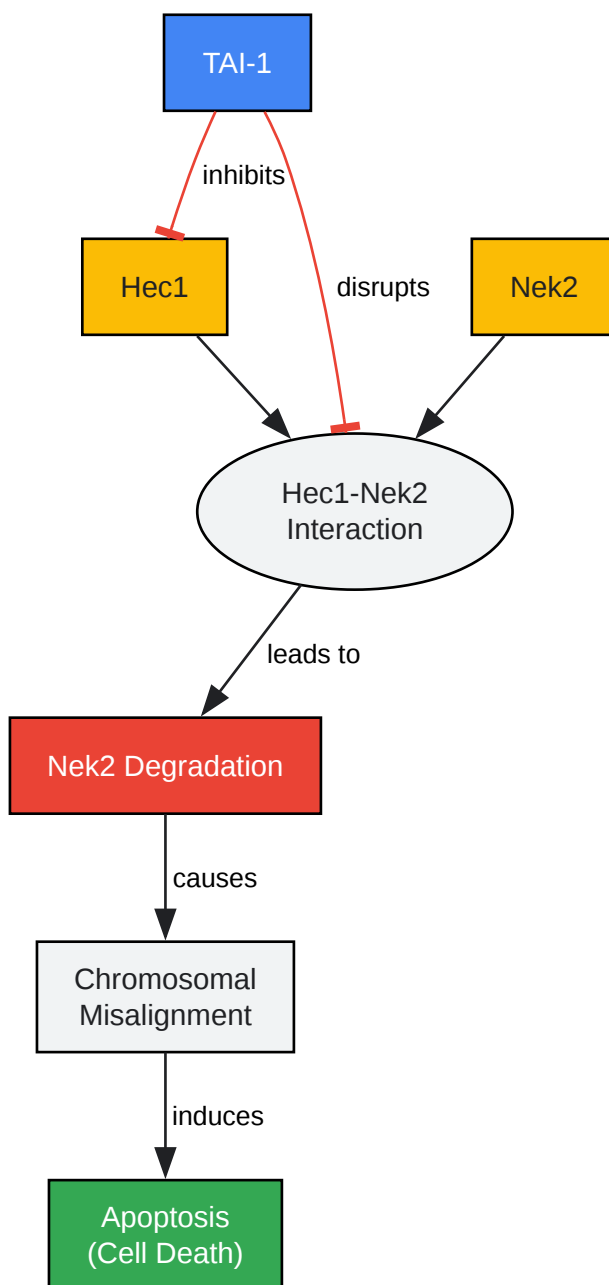 TAI-1
inhibits
Hec1
disrupts
Nek2
Hec1-Nek2
Interaction
leads to
Nek2 Degradation
causes
Chromosomal
Misalignment
induces
Apoptosis
(Cell Death)